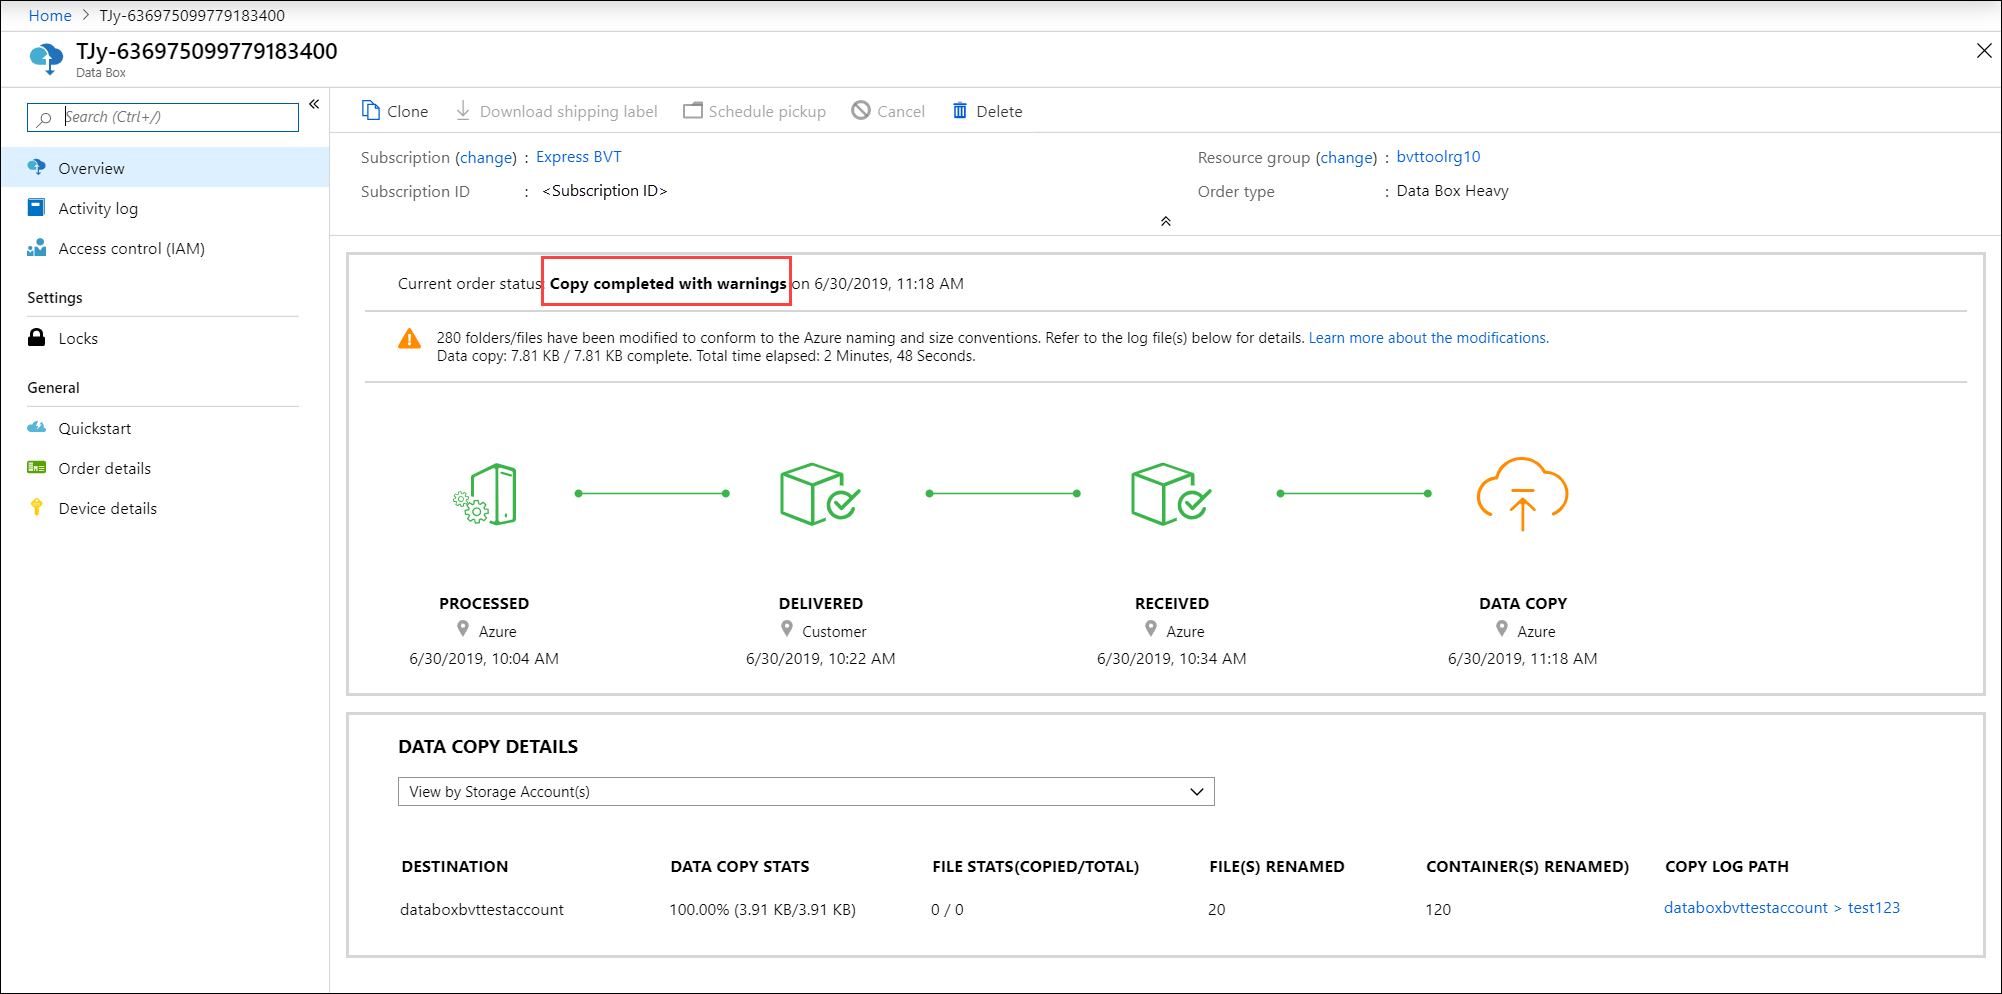 Home > TJy-636975099779183400
TJy-636975099779183400
Data Box
Search (Ctrl+/)
«
Overview
Activity log
Access control (IAM)
Settings
Locks
General
Quickstart
Order details
Device details
Clone Download shipping label Schedule pickup Cancel Delete
Subscription (change) : Express BVT
Subscription ID : <Subscription ID>
Resource group (change) : bvttoolrg10
Order type : Data Box Heavy
Current order status: Copy completed with warnings on 6/30/2019, 11:18 AM
280 folders/files have been modified to conform to the Azure naming and size conventions. Refer to the log file(s) below for details. Learn more about the modifications.
Data copy: 7.81 KB / 7.81 KB complete. Total time elapsed: 2 Minutes, 48 Seconds.
PROCESSED
Azure
6/30/2019, 10:04 AM
DELIVERED
Customer
6/30/2019, 10:22 AM
RECEIVED
Azure
6/30/2019, 10:34 AM
DATA COPY
Azure
6/30/2019, 11:18 AM
DATA COPY DETAILS
View by Storage Account(s)
DESTINATION DATA COPY STATS FILE STATS(COPIED/TOTAL) FILE(S) RENAMED CONTAINER(S) RENAMED) COPY LOG PATH
databoxbvttestaccount 100.00% (3.91 KB/3.91 KB) 0 / 0 20 120 databoxbvttestaccount > test123